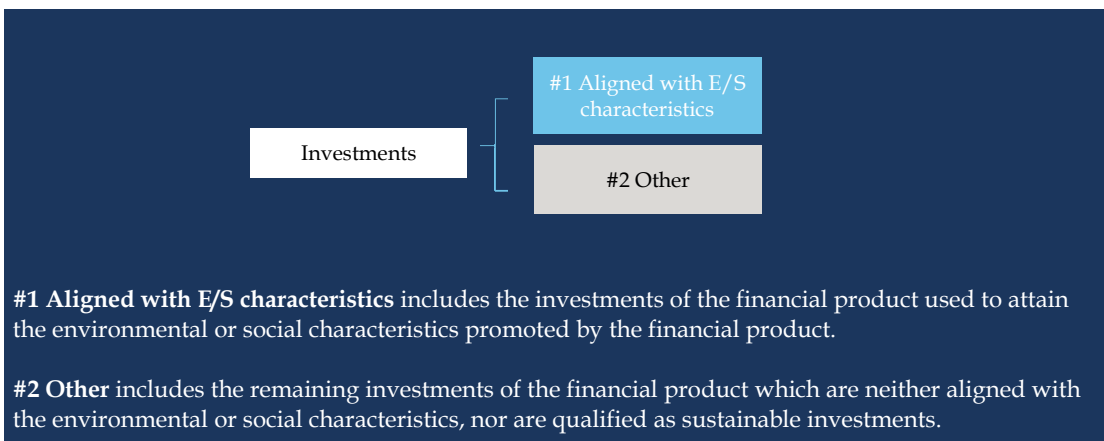 #1 Aligned with E/S
characteristics
Investments
#2 Other
#1 Aligned with E/S characteristics includes the investments of the financial product used to attain
the environmental or social characteristics promoted by the financial product.
#2 Other includes the remaining investments of the financial product which are neither aligned with
the environmental or social characteristics, nor are qualified as sustainable investments.